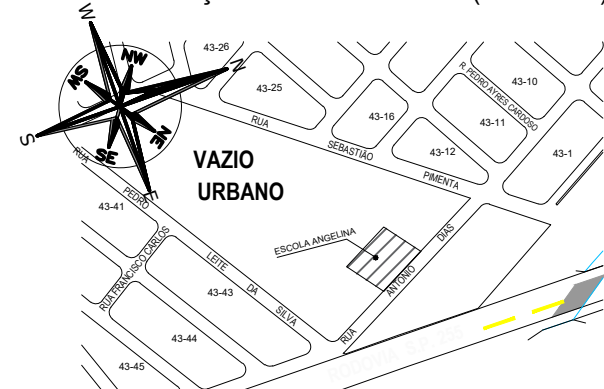 W
NW
N
NE
E
SE
S
SW
43-26
43-25
43-16
43-12
43-10
43-11
43-1
R. PEDRO AYRES CARDOSO
RUA SEBASTIÃO PIMENTA
VAZIO
URBANO
ESCOLA ANGELINA
RUA ANTONIO DIAS
RUA PEDRO LEITE DA SILVA
RUA FRANCISCO CARLOS
43-41
43-43
43-44
43-45
RODOVIA S.P. 255